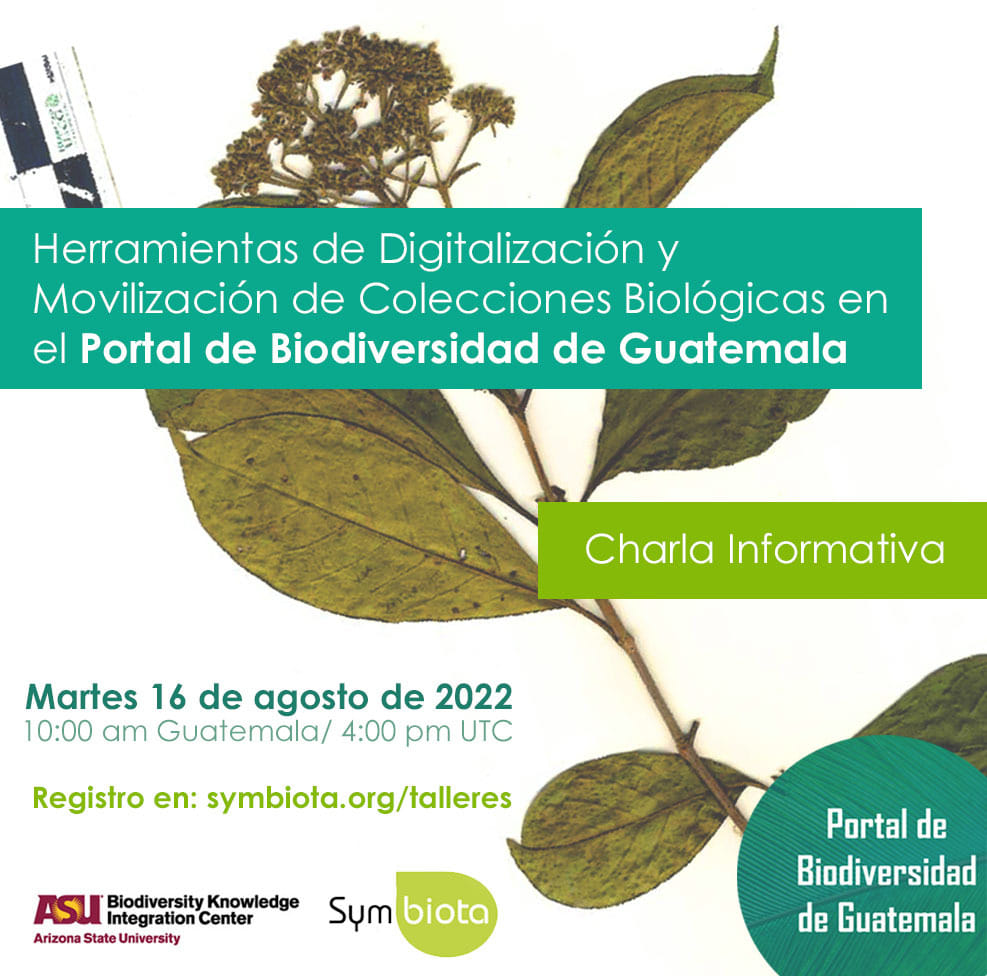 Herramientas de Digitalización y
Movilización de Colecciones Biológicas en
el Portal de Biodiversidad de Guatemala
Charla Informativa
Martes 16 de agosto de 2022
10:00 am Guatemala/ 4:00 pm UTC
Registro en: symbiota.org/talleres
Portal de
Biodiversidad
de Guatemala
ASU Biodiversity Knowledge
Integration Center
Arizona State University
Symbiota